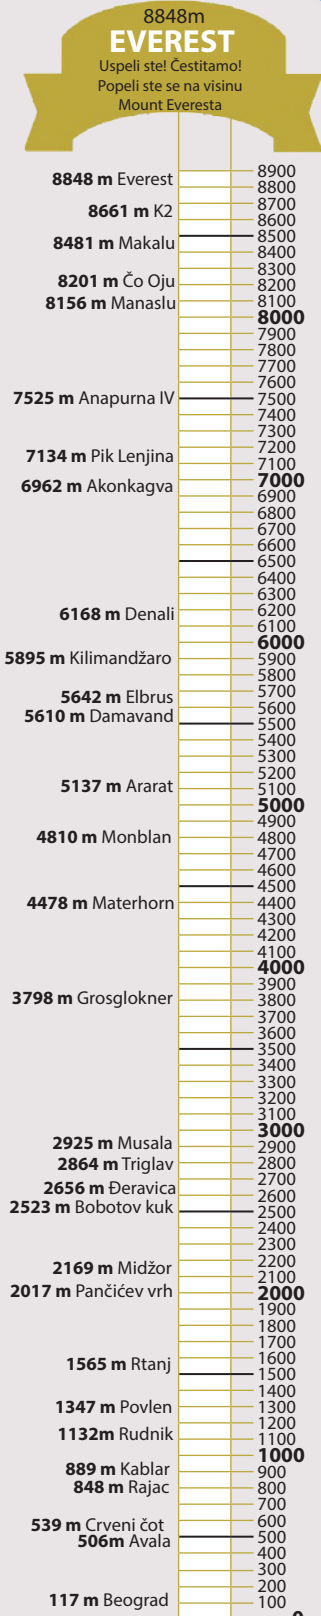 8848m
EVEREST
Uspeli ste! Čestitamo!
Popeli ste se na visinu
Mount Everesta
8900
8848 m Everest
8800
8700
8661 m K2
8600
8500
8481 m Makalu
8400
8300
8201 m Čo Oju
8200
8156 m Manaslu
8100
8000
7900
7800
7700
7600
7525 m Anapurna IV
7500
7400
7300
7200
7134 m Pik Lenjina
7100
7000
6962 m Akonkagva
6900
6800
6700
6600
6500
6400
6300
6200
6168 m Denali
6100
6000
5895 m Kilimandžaro
5900
5800
5700
5642 m Elbrus
5600
5610 m Damavand
5500
5400
5300
5200
5137 m Ararat
5100
5000
4900
4810 m Monblan
4800
4700
4600
4500
4478 m Materhorn
4400
4300
4200
4100
4000
3900
3798 m Grosglokner
3800
3700
3600
3500
3400
3300
3200
3100
3000
2925 m Musala
2900
2864 m Triglav
2800
2700
2656 m Đeravica
2600
2523 m Bobotov kuk
2500
2400
2300
2200
2169 m Midžor
2100
2017 m Pančićev vrh
2000
1900
1800
1700
1600
1565 m Rtanj
1500
1400
1347 m Povlen
1300
1200
1132m Rudnik
1100
1000
889 m Kablar
900
848 m Rajac
800
700
600
539 m Crveni čot
506m Avala
500
400
300
200
117 m Beograd
100